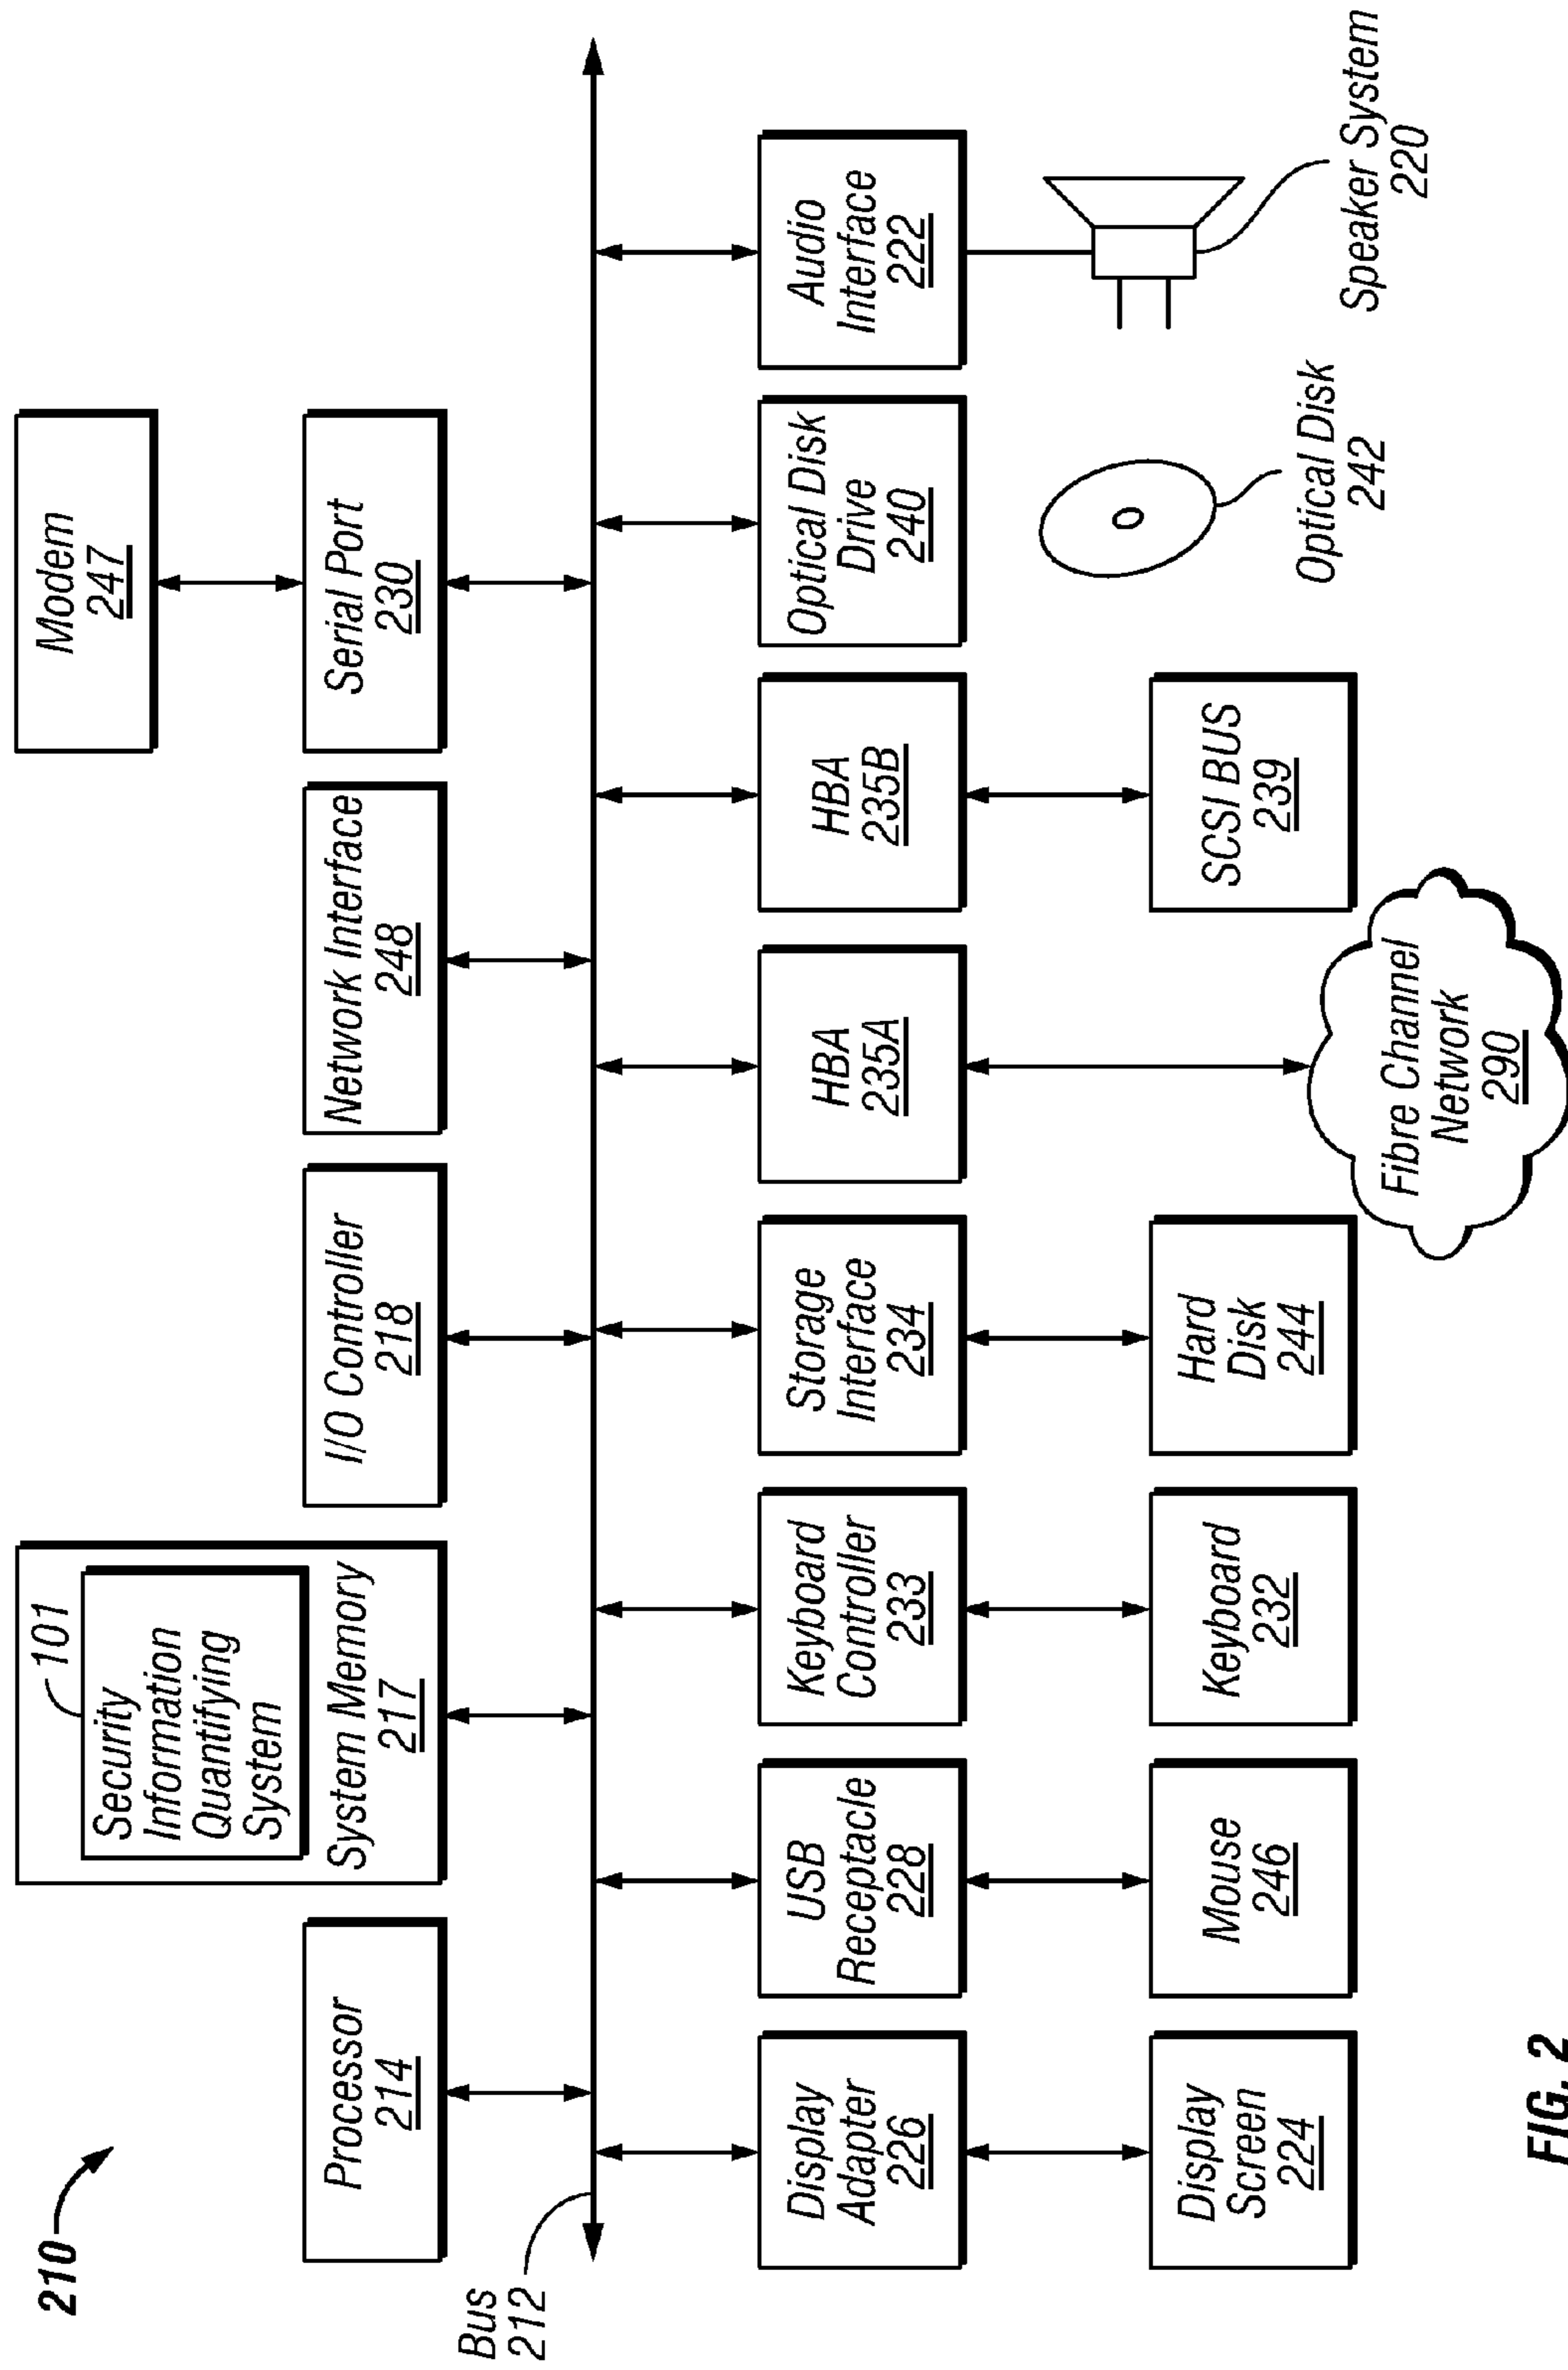 210
Processor
214
101
Security
Information
Quantifying
System
System Memory
217
I/O Controller
218
Network Interface
248
Modem
247
Serial Port
230
Bus
212
Display
Adapter
226
USB
Receptacle
228
Keyboard
Controller
233
Storage
Interface
234
HBA
235A
HBA
235B
Optical Disk
Drive
240
Audio
Interface
222
Display
Screen
224
Mouse
246
Keyboard
232
Hard
Disk
244
Fibre Channel
Network
290
SCSI BUS
239
Optical Disk
242
Speaker System
220
FIG. 2